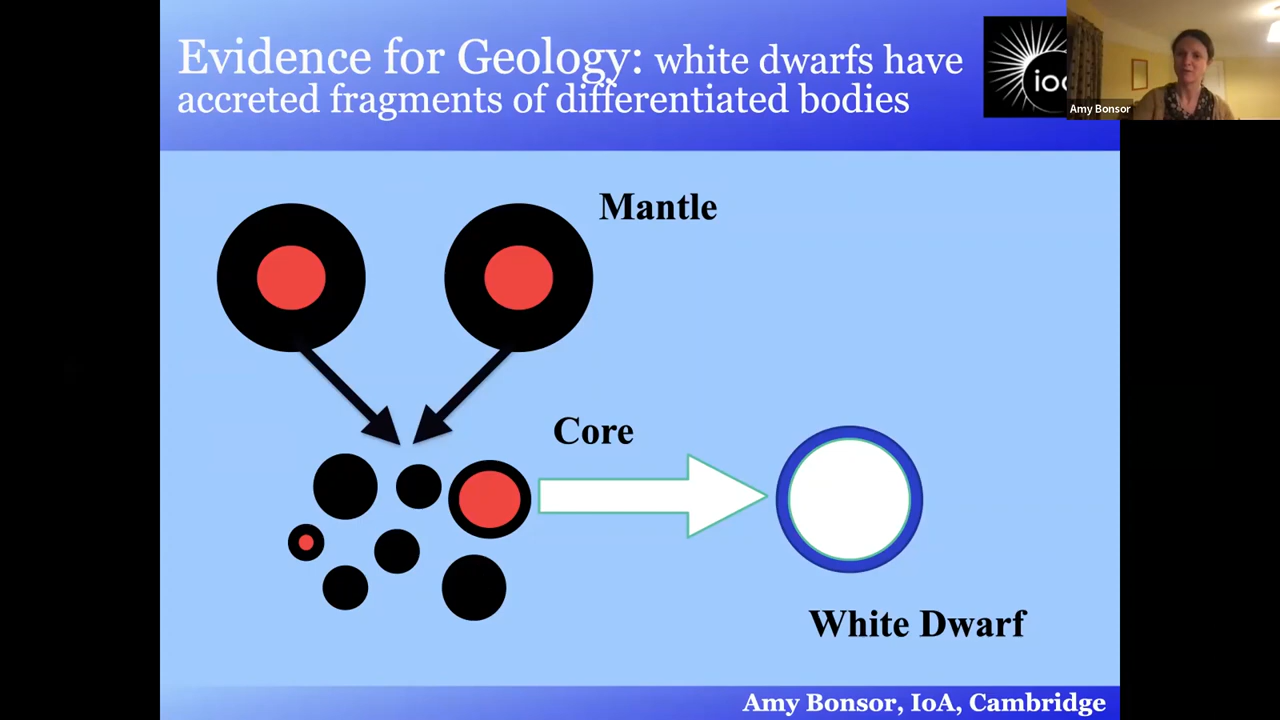 Evidence for Geology: white dwarfs have
accreted fragments of differentiated bodies
Amy Bonsor
Mantle
Core
White Dwarf
Amy Bonsor, IoA, Cambridge